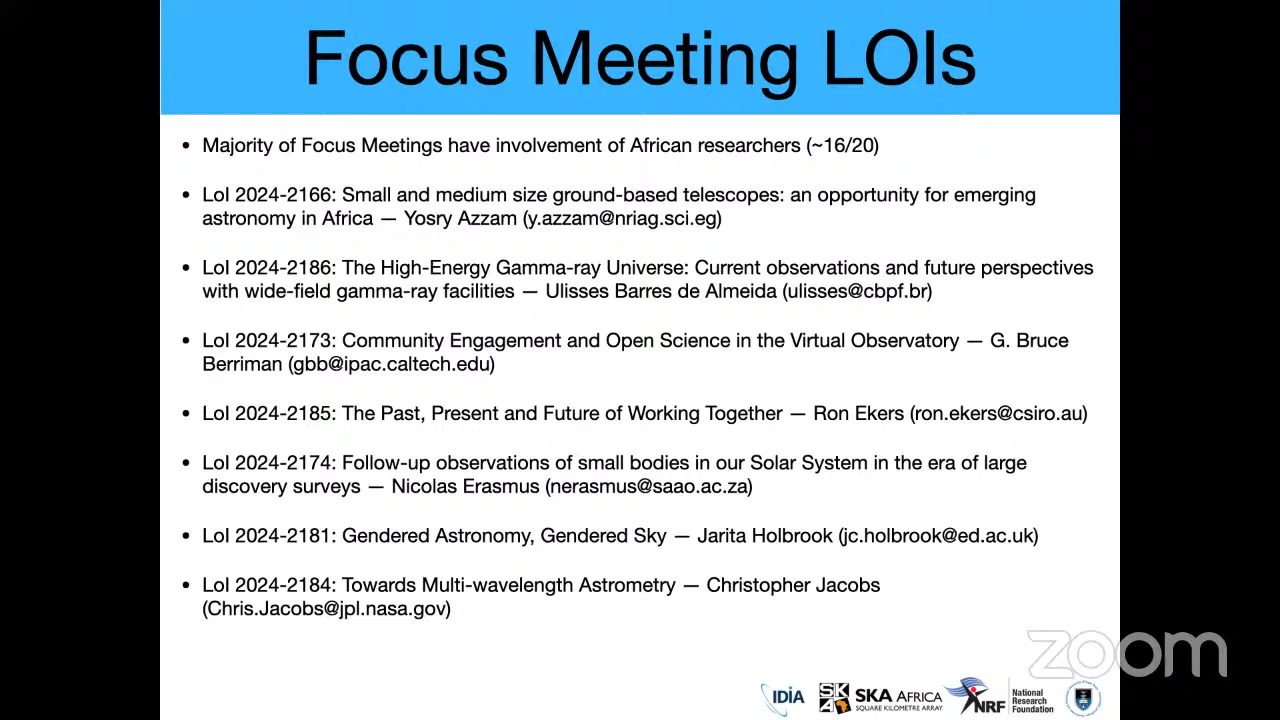 Focus Meeting LOIs
• Majority of Focus Meetings have involvement of African researchers (~16/20)
• LoI 2024-2166: Small and medium size ground-based telescopes: an opportunity for emerging
astronomy in Africa — Yosry Azzam (y.azzam@nriag.sci.eg)
• LoI 2024-2186: The High-Energy Gamma-ray Universe: Current observations and future perspectives
with wide-field gamma-ray facilities — Ulisses Barres de Almeida (ulisses@cbpf.br)
• LoI 2024-2173: Community Engagement and Open Science in the Virtual Observatory — G. Bruce
Berriman (gbb@ipac.caltech.edu)
• LoI 2024-2185: The Past, Present and Future of Working Together — Ron Ekers (ron.ekers@csiro.au)
• LoI 2024-2174: Follow-up observations of small bodies in our Solar System in the era of large
discovery surveys — Nicolas Erasmus (nerasmus@saao.ac.za)
• LoI 2024-2181: Gendered Astronomy, Gendered Sky — Jarita Holbrook (jc.holbrook@ed.ac.uk)
• LoI 2024-2184: Towards Multi-wavelength Astrometry — Christopher Jacobs
(Chris.Jacobs@jpl.nasa.gov)
zoom
IDIA
SKA
SKA AFRICA
SQUARE KILOMETRE ARRAY
NRF
National
Research
Foundation